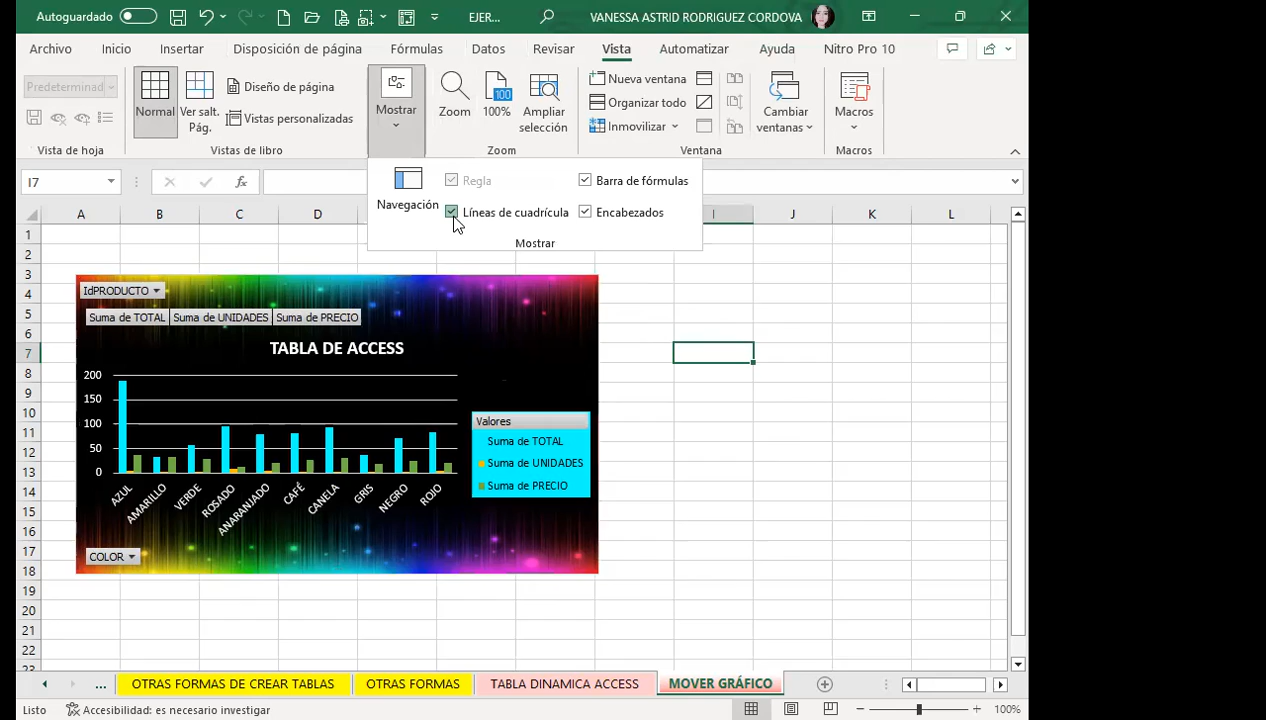 Autoguardado
EJER...
VANESSA ASTRID RODRIGUEZ CORDOVA
Archivo Inicio Insertar Disposición de página Fórmulas Datos Revisar Vista Automatizar Ayuda Nitro Pro 10
Predeterminad
Vista de hoja
Normal
Ver salt. Pág.
Diseño de página
Vistas personalizadas
Vistas de libro
Mostrar
Zoom
100
100%
Ampliar selección
Zoom
Nueva ventana
Organizar todo
Inmovilizar
Cambiar ventanas
Ventana
Macros
Macros
I7
fx
Navegación
Regla
Barra de fórmulas
Líneas de cuadrícula
Encabezados
Mostrar
A B C D I J K L
1
2
3
4
5
6
7
8
9
10
11
12
13
14
15
16
17
18
19
20
21
22
23
IdPRODUCTO
Suma de TOTAL Suma de UNIDADES Suma de PRECIO
TABLA DE ACCESS
200
150
100
50
0
AZUL AMARILLO VERDE ROSADO ANARANJADO CAFÉ CANELA GRIS NEGRO ROJO
Valores
Suma de TOTAL
Suma de UNIDADES
Suma de PRECIO
COLOR
... OTRAS FORMAS DE CREAR TABLAS OTRAS FORMAS TABLA DINAMICA ACCESS MOVER GRÁFICO
Listo Accesibilidad: es necesario investigar 100%